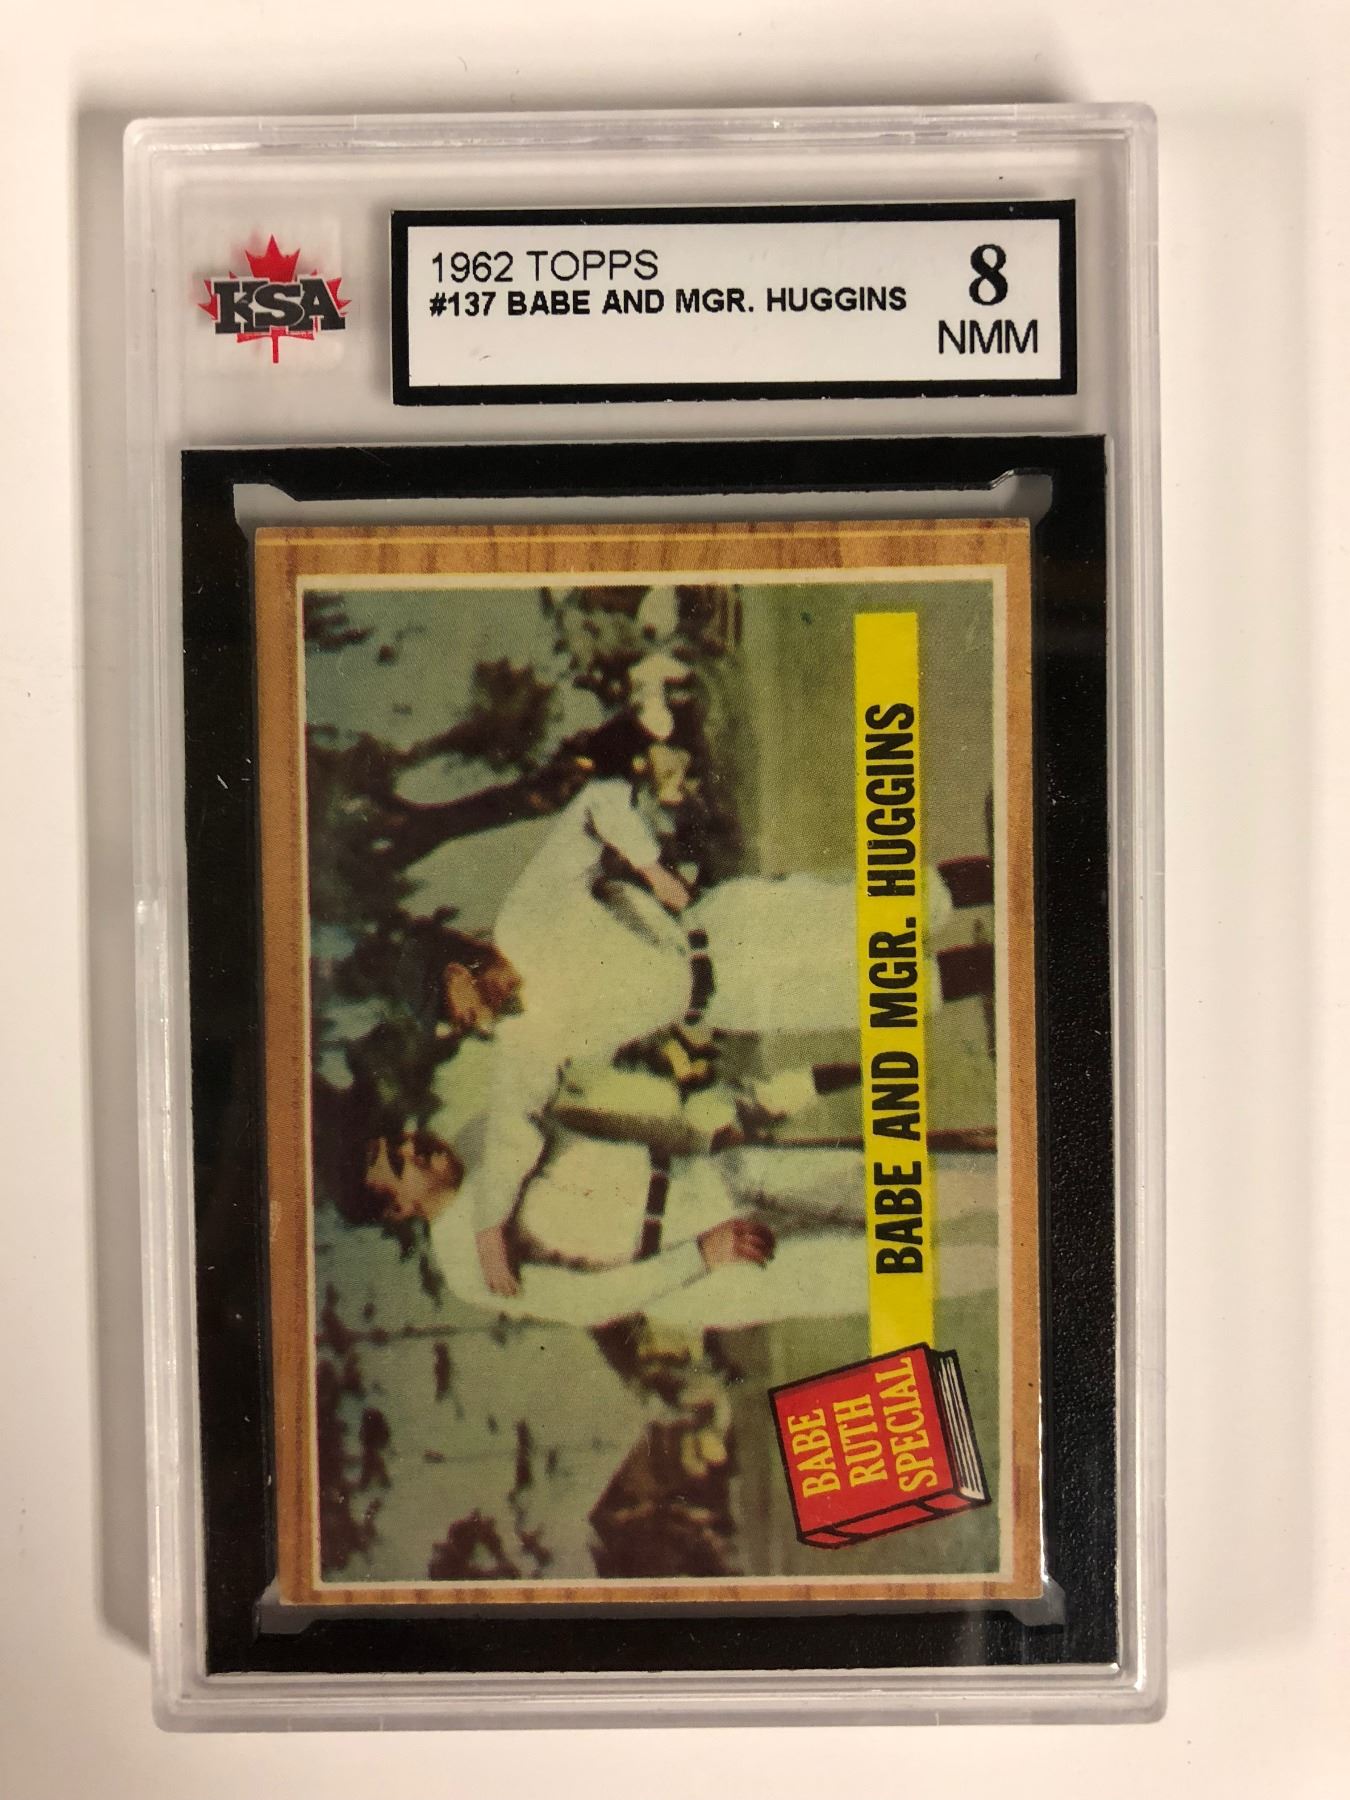 KSA
1962 TOPPS
#137 BABE AND MGR. HUGGINS
8
NMM
BABE
RUTH
SPECIAL
BABE AND MGR. HUGGINS